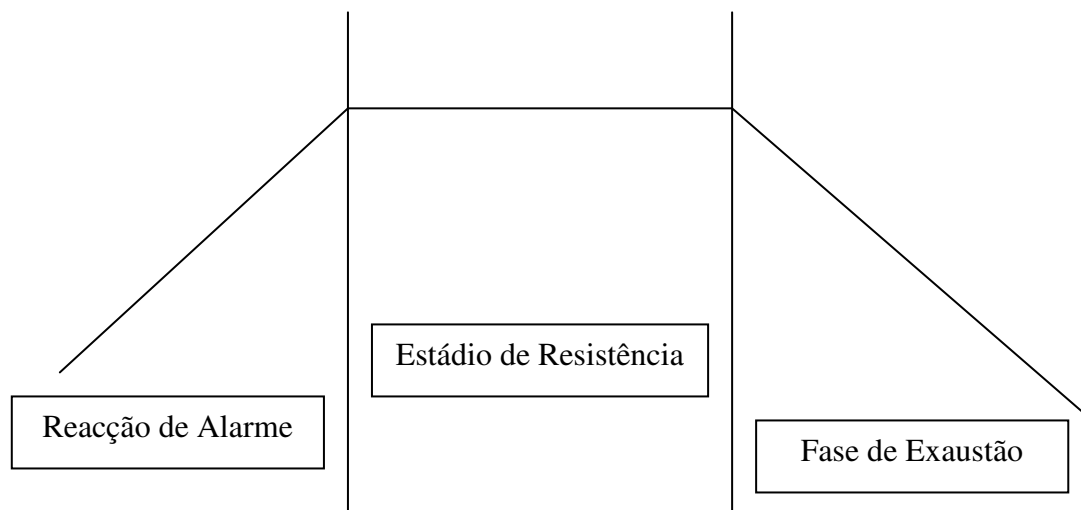 Reacção de Alarme
Estádio de Resistência
Fase de Exaustão